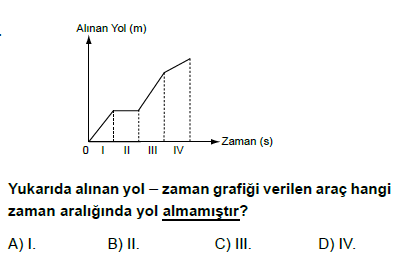 Alınan Yol (m)
Zaman (s)
0 I II III IV
Yukarıda alınan yol – zaman grafiği verilen araç hangi
zaman aralığında yol almamıştır?
A) I. B) II. C) III. D) IV.